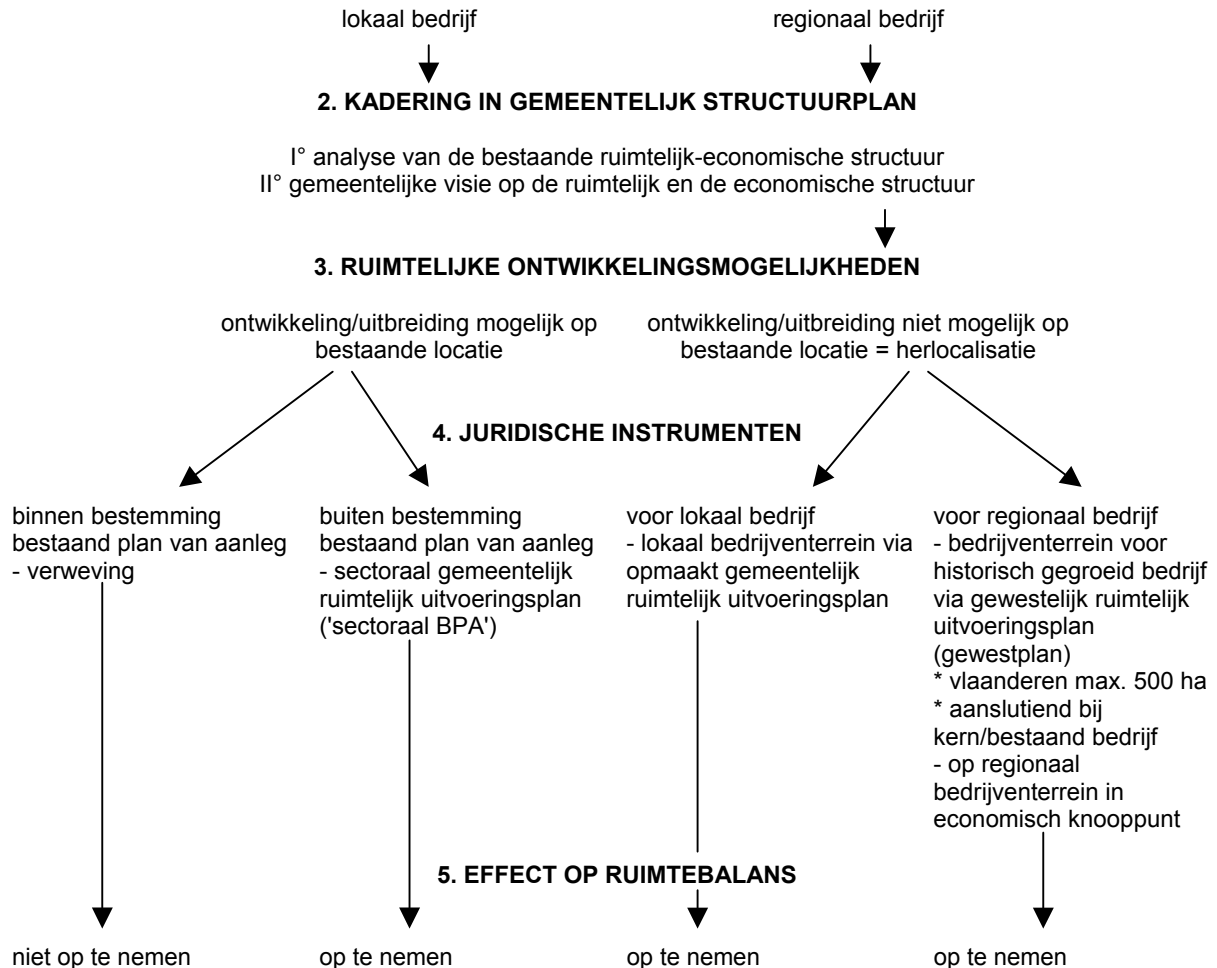 lokaal bedrijf
regionaal bedrijf
2. KADERING IN GEMEENTELIJK STRUCTUURPLAN
I° analyse van de bestaande ruimtelijk-economische structuur
II° gemeentelijke visie op de ruimtelijk en de economische structuur
3. RUIMTELIJKE ONTWIKKELINGSMOGELIJKHEDEN
ontwikkeling/uitbreiding mogelijk op
bestaande locatie
ontwikkeling/uitbreiding niet mogelijk op
bestaande locatie = herlocalisatie
4. JURIDISCHE INSTRUMENTEN
binnen bestemming
bestaand plan van aanleg
- verweving
buiten bestemming
bestaand plan van aanleg
- sectoraal gemeentelijk
ruimtelijk uitvoeringsplan
('sectoraal BPA')
voor lokaal bedrijf
- lokaal bedrijventerrein via
opmaakt gemeentelijk
ruimtelijk uitvoeringsplan
voor regionaal bedrijf
- bedrijventerrein voor
historisch gegroeid bedrijf
via gewestelijk ruimtelijk
uitvoeringsplan
(gewestplan)
* vlaanderen max. 500 ha
* aanslutiend bij
kern/bestaand bedrijf
- op regionaal
bedrijventerrein in
economisch knooppunt
5. EFFECT OP RUIMTEBALANS
niet op te nemen
op te nemen
op te nemen
op te nemen